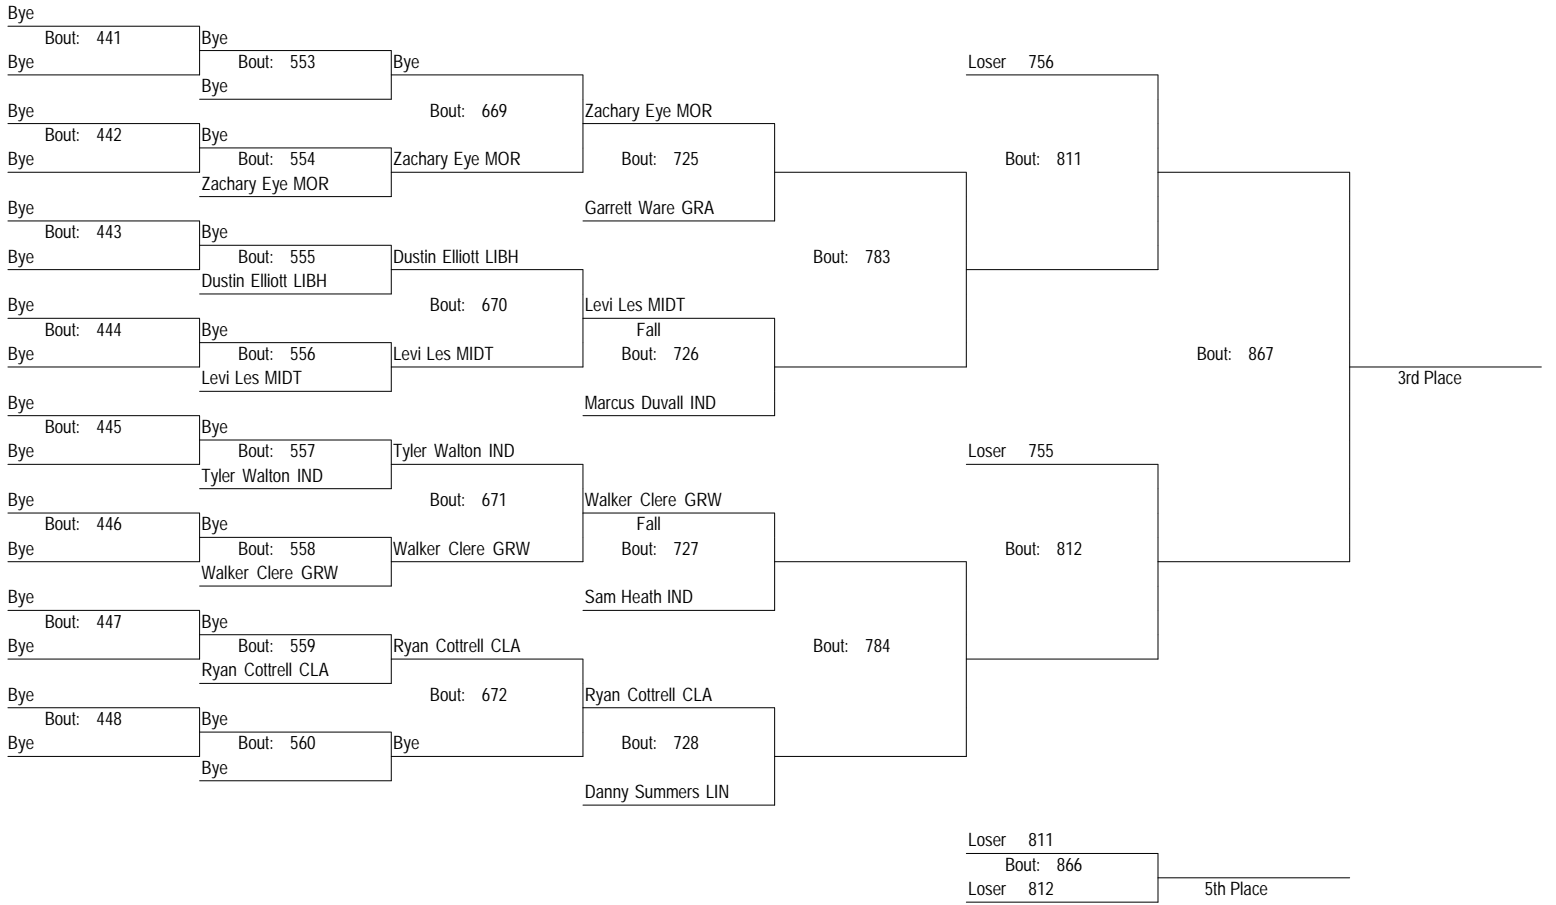 Bye
Bout: 441
Bye
Bye
Bout: 442
Bye
Bye
Bout: 443
Bye
Bye
Bout: 444
Bye
Bye
Bout: 445
Bye
Bye
Bout: 446
Bye
Bye
Bout: 447
Bye
Bye
Bout: 448
Bye
Bye
Bout: 553
Bye
Bye
Bout: 554
Zachary Eye MOR
Bye
Bout: 555
Dustin Elliott LIBH
Bye
Bout: 556
Levi Les MIDT
Bye
Bout: 557
Tyler Walton IND
Bye
Bout: 558
Walker Clere GRW
Bye
Bout: 559
Ryan Cottrell CLA
Bye
Bout: 560
Bye
Bye
Bout: 669
Zachary Eye MOR
Dustin Elliott LIBH
Bout: 670
Levi Les MIDT
Tyler Walton IND
Bout: 671
Walker Clere GRW
Ryan Cottrell CLA
Bout: 672
Bye
Zachary Eye MOR
Bout: 725
Garrett Ware GRA
Levi Les MIDT
Fall
Bout: 726
Marcus Duvall IND
Walker Clere GRW
Fall
Bout: 727
Sam Heath IND
Ryan Cottrell CLA
Bout: 728
Danny Summers LIN
Bout: 783
Bout: 784
Loser 756
Bout: 811
Loser 755
Bout: 812
Bout: 867
3rd Place
Loser 811
Bout: 866
Loser 812
5th Place